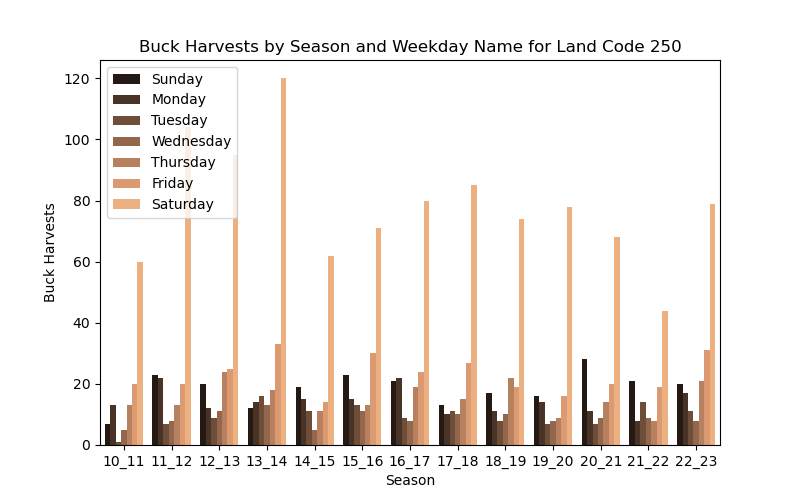 Buck Harvests by Season and Weekday Name for Land Code 250
120
100
80
60
40
20
0
Buck Harvests
Sunday
Monday
Tuesday
Wednesday
Thursday
Friday
Saturday
10_11 11_12 12_13 13_14 14_15 15_16 16_17 17_18 18_19 19_20 20_21 21_22 22_23
Season